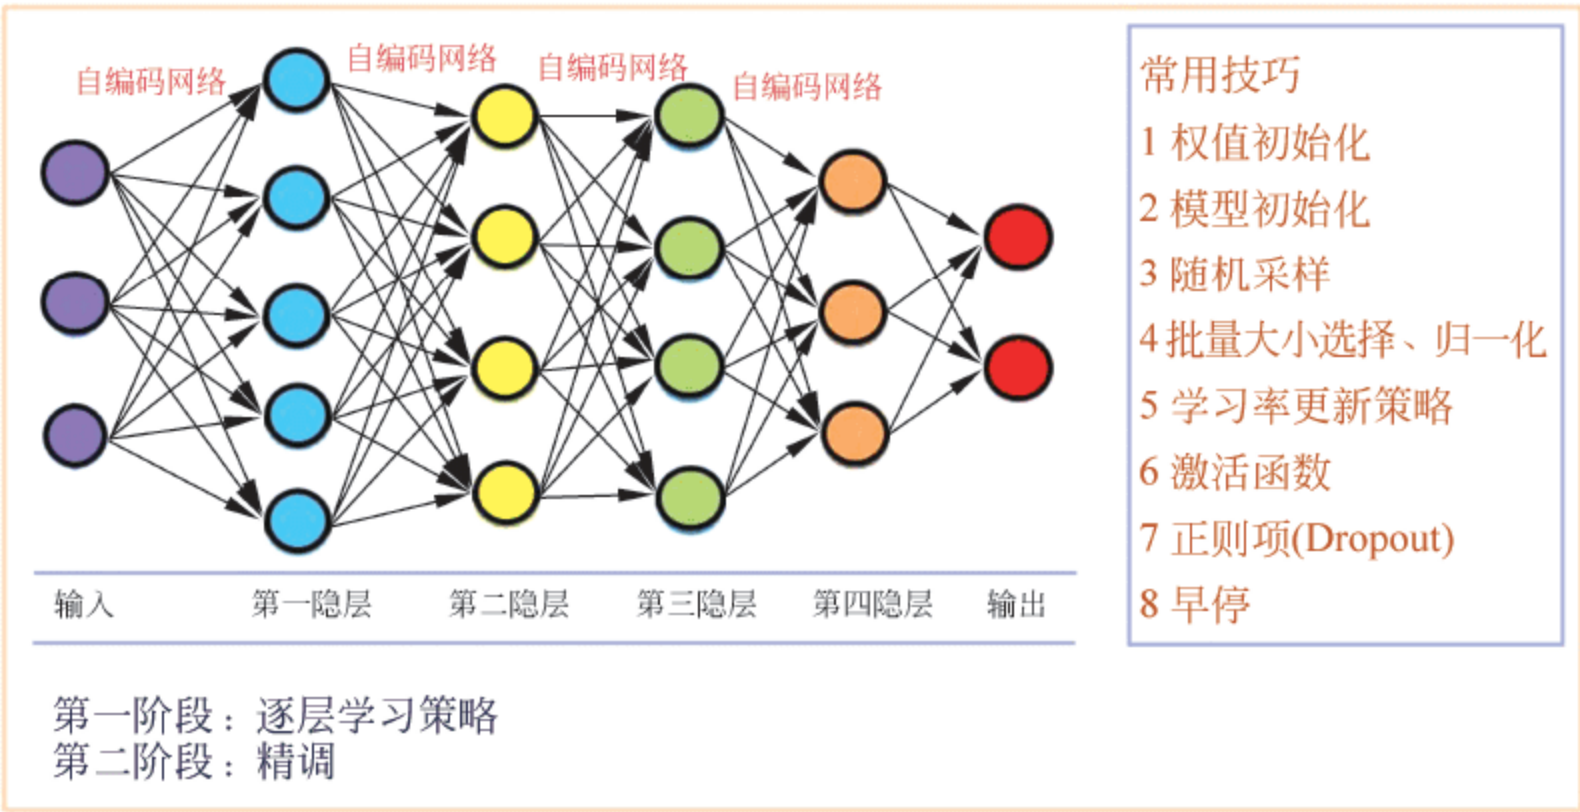 自编码网络
自编码网络
自编码网络
自编码网络
输入
第一隐层
第二隐层
第三隐层
第四隐层
输出
第一阶段：逐层学习策略
第二阶段：精调
常用技巧
1 权值初始化
2 模型初始化
3 随机采样
4 批量大小选择、归一化
5 学习率更新策略
6 激活函数
7 正则项(Dropout)
8 早停